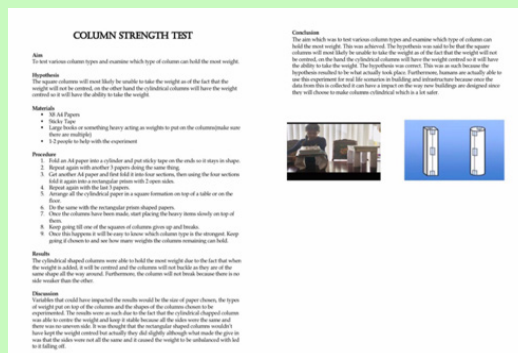 COLUMN STRENGTH TEST
Aim
To test various column types and examine which type of column can hold the most weight.
Hypothesis
The square columns will most likely be unable to take the weight as of the fact that the
weight will not be centred, on the other hand the cylindrical columns will have the weight
centred so it will have the ability to take the weight.
Materials
• A4 Papers
• Sticky Tape
• Large books or something heavy acting as weights to put on the columns(make sure
there are multiple)
• 1-2 people to help with the experiment
Procedure
1. Fold an A4 paper into a cylinder and put sticky tape on the ends so it stays in shape.
2. Repeat again with another 3 papers doing the same thing.
3. Get another A4 paper and first fold it into four sections, then using the four sections
fold it again into a rectangular prism with 2 open sides.
4. Repeat again with the last 3 papers.
5. Arrange all the cylindrical paper in a square formation on top of a table or on the
floor.
6. Do the same with the rectangular prism shaped papers.
7. Once the columns have been made, start placing the heavy items slowly on top of
them.
8. Keep going till one of the squares of columns gives up and breaks.
9. Once this happens it will be easy to know which column type is the strongest. Keep
going if chosen to and see how many weights the columns remaining can hold.
Results
The cylindrical shaped columns were able to hold the most weight due to the fact that when
the weight is added, it will be centred and the columns will not buckle as they are of the
same shape all the way around. Furthermore, the column will not break because there is no
side weaker than the other.
Discussion
Variables that could have impacted the results would be the size of paper chosen, the types
of weight put on top of the columns and the shapes of the columns chosen to be
experimented. The results were as such due to the fact that the cylindrical chapped column
was able to centre the weight and keep it stable because all the sides were the same and
there was no uneven side. It was thought that the rectangular shaped columns wouldn't
have kept the weight centred but actually they did slightly although what made the give in
was that the sides were not all the same and it caused the weight to be unbalanced with led
to it falling off.
Conclusion
The aim which was to test various column types and examine which type of column can
hold the most weight. This was achieved. The hypothesis was said to be that the square
columns will most likely be unable to take the weight as of the fact that the weight will not
be centred, on the hand the cylindrical columns will have the weight centred so it will have
the ability to take the weight. The hypothesis was correct. This was as such because the
hypothesis resulted to be what actually took place. Furthermore, humans are actually able to
use this experiment for real life scenarios in building and infrastructure because once the
data from this is collected it can have a impact on the way new buildings are designed since
they will choose to make columns cylindrical which is a lot safer.